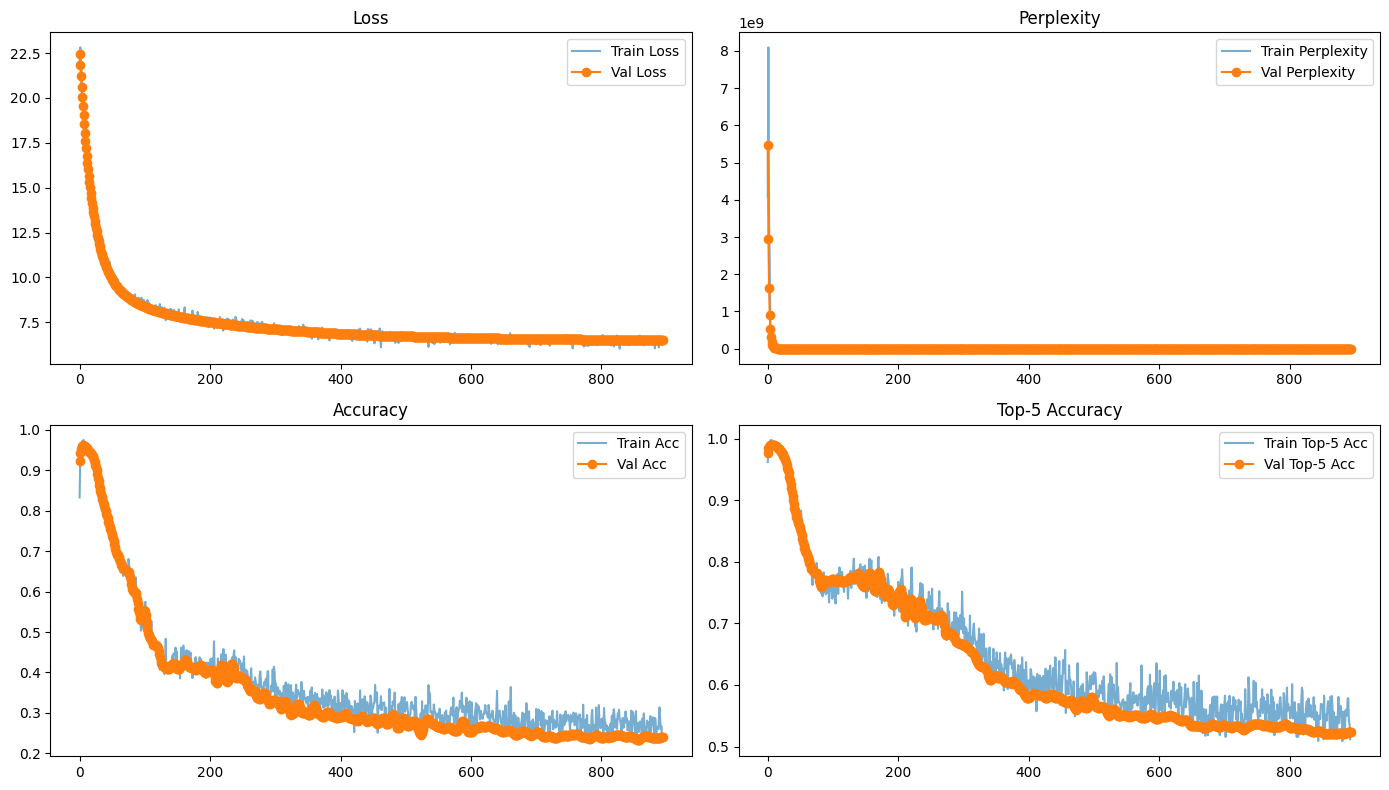 Loss
22.5
20.0
17.5
15.0
12.5
10.0
7.5
0 200 400 600 800
Train Loss
Val Loss
Perplexity
1e9
8
7
6
5
4
3
2
1
0
0 200 400 600 800
Train Perplexity
Val Perplexity
Accuracy
1.0
0.9
0.8
0.7
0.6
0.5
0.4
0.3
0.2
0 200 400 600 800
Train Acc
Val Acc
Top-5 Accuracy
1.0
0.9
0.8
0.7
0.6
0.5
0 200 400 600 800
Train Top-5 Acc
Val Top-5 Acc